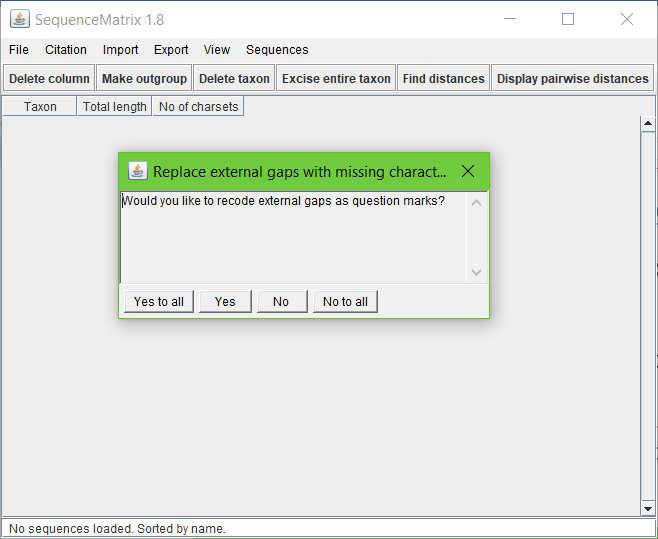 SequenceMatrix 1.8
File Citation Import Export View Sequences
Delete column Make outgroup Delete taxon Excise entire taxon Find distances Display pairwise distances
Taxon Total length No of charsets
Replace external gaps with missing charact...
Would you like to recode external gaps as question marks?
Yes to all Yes No No to all
No sequences loaded. Sorted by name.